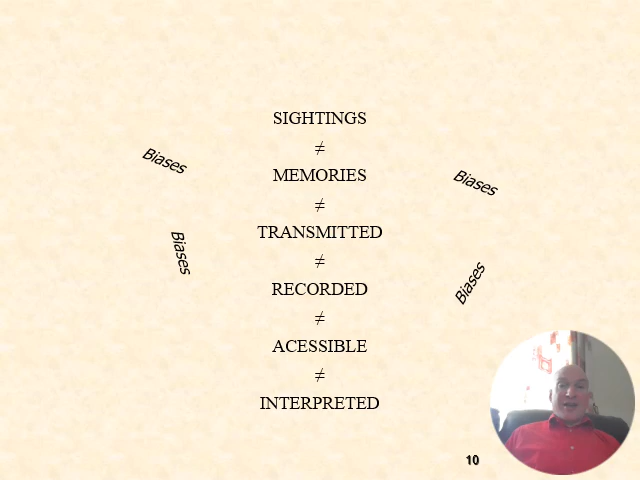 SIGHTINGS
≠
Biases
MEMORIES
Biases
≠
TRANSMITTED
Biases
≠
RECORDED
Biases
≠
ACESSIBLE
≠
INTERPRETED
10